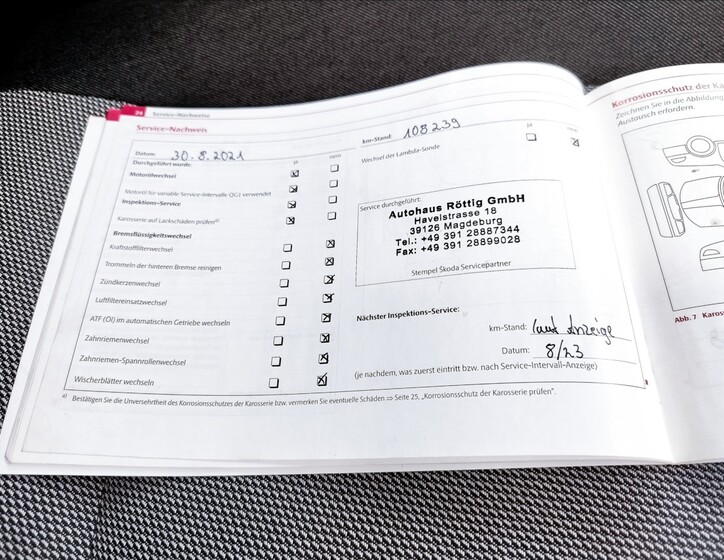 24 Service-Nachweise
Service-Nachweis
Datum: 30.8.2021
km-Stand: 108239
Durchgeführt wurde: ja nein
ja nein
Motorölwechsel
Wechsel der Lambda-Sonde
Motoröl für variable Service-Intervalle QG1 verwendet
Inspektions-Service
Karosserie auf Lackschäden prüfen a)
Bremsflüssigkeitswechsel
Kraftstofffilterwechsel
Trommeln der hinteren Bremse reinigen
Zündkerzenwechsel
Luftfiltereinsatzwechsel
ATF (Öl) im automatischen Getriebe wechseln
Zahnriemenwechsel
Zahnriemen-Spannrollenwechsel
Wischerblätter wechseln
Service durchgeführt:
Autohaus Röttig GmbH
Havelstrasse 18
39126 Magdeburg
Tel.: +49 391 28887344
Fax: +49 391 28899028
Stempel Škoda Servicepartner
Nächster Inspektions-Service:
km-Stand: laut Anzeige
Datum: 8/23
(je nachdem, was zuerst eintritt bzw. nach Service-Intervall-Anzeige)
a) Bestätigen Sie die Unversehrtheit des Korrosionsschutzes der Karosserie bzw. vermerken Sie eventuelle Schäden ⇒ Seite 25, „Korrosionsschutz der Karosserie prüfen“.
Korrosionsschutz der Ka
Zeichnen Sie in die Abbildung
Austausch erfordern.
Abb. 7 Karos